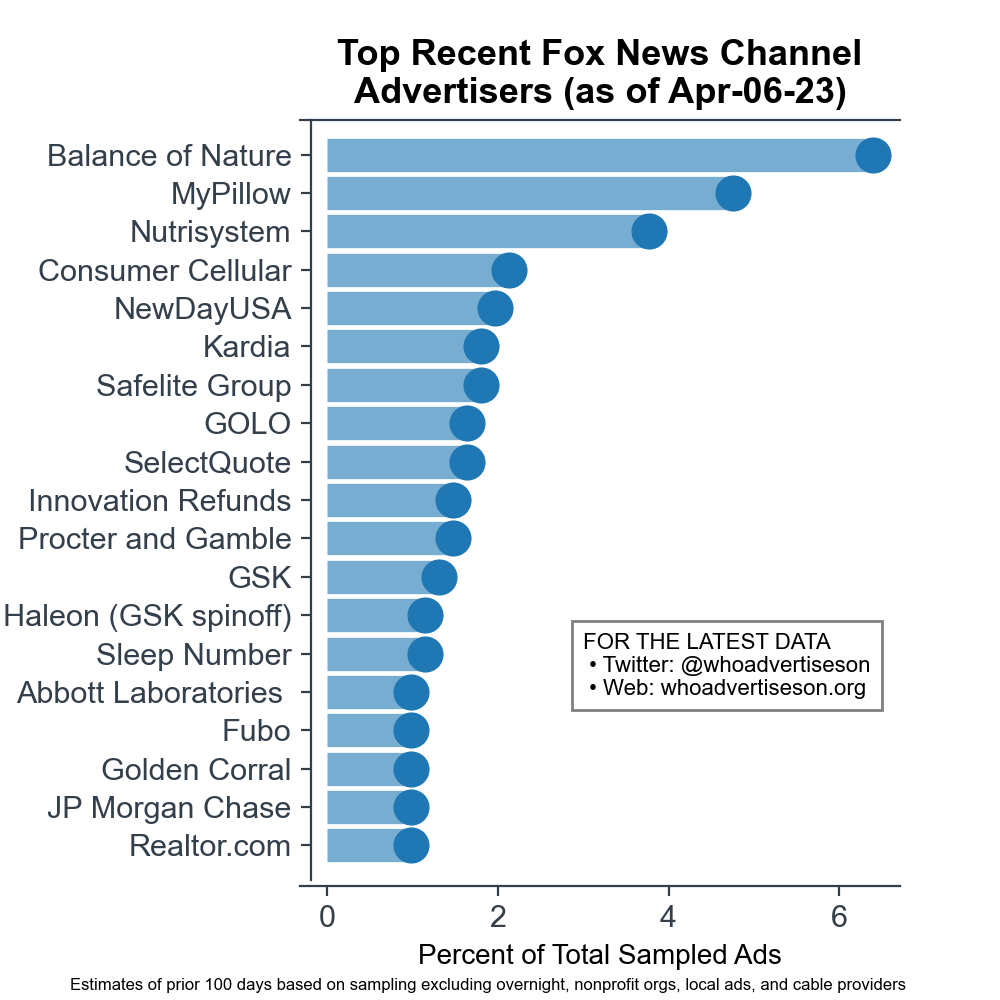 Top Recent Fox News Channel
Advertisers (as of Apr-06-23)
Balance of Nature
MyPillow
Nutrisystem
Consumer Cellular
NewDayUSA
Kardia
Safelite Group
GOLO
SelectQuote
Innovation Refunds
Procter and Gamble
GSK
Haleon (GSK spinoff)
Sleep Number
Abbott Laboratories
Fubo
Golden Corral
JP Morgan Chase
Realtor.com
FOR THE LATEST DATA
• Twitter: @whoadvertiseson
• Web: whoadvertiseson.org
0 2 4 6
Percent of Total Sampled Ads
Estimates of prior 100 days based on sampling excluding overnight, nonprofit orgs, local ads, and cable providers